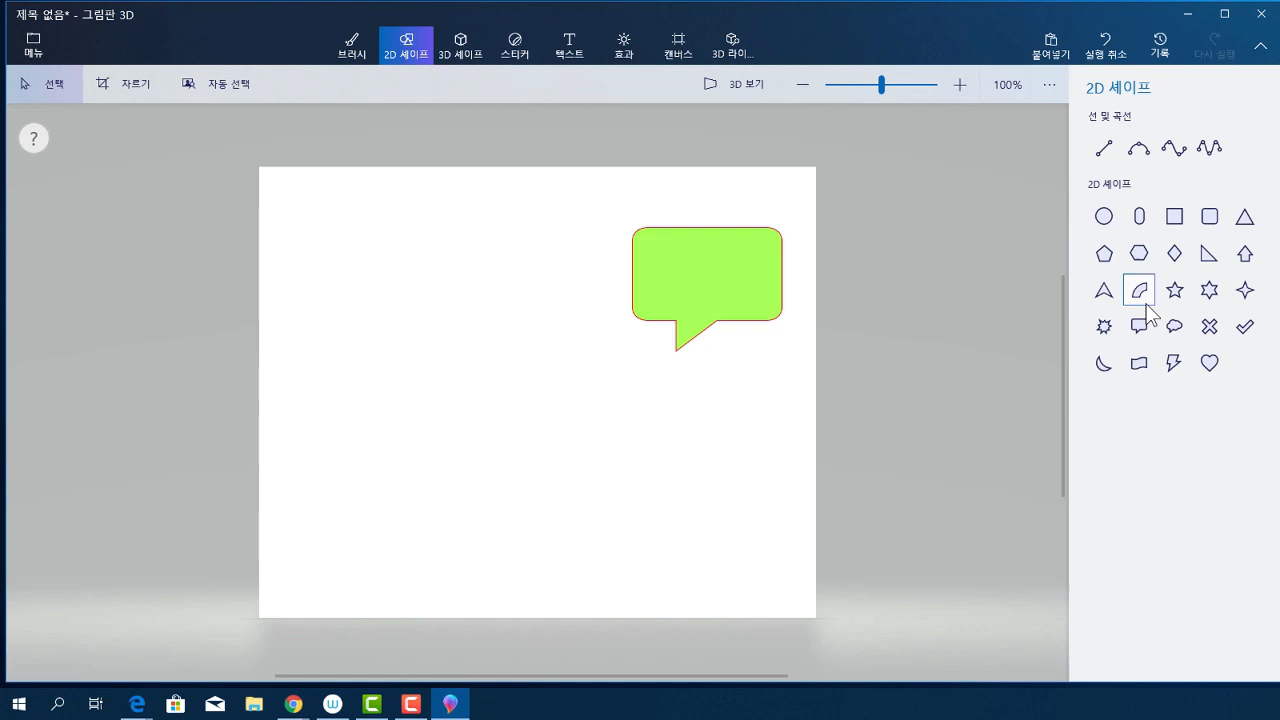 제목 없음* - 그림판 3D
메뉴
브러시
2D 셰이프
3D 셰이프
스티커
텍스트
효과
캔버스
3D 라이...
붙여넣기
실행 취소
기록
다시 실행
선택
자르기
자동 선택
3D 보기
100%
2D 셰이프
선 및 곡선
2D 셰이프
?